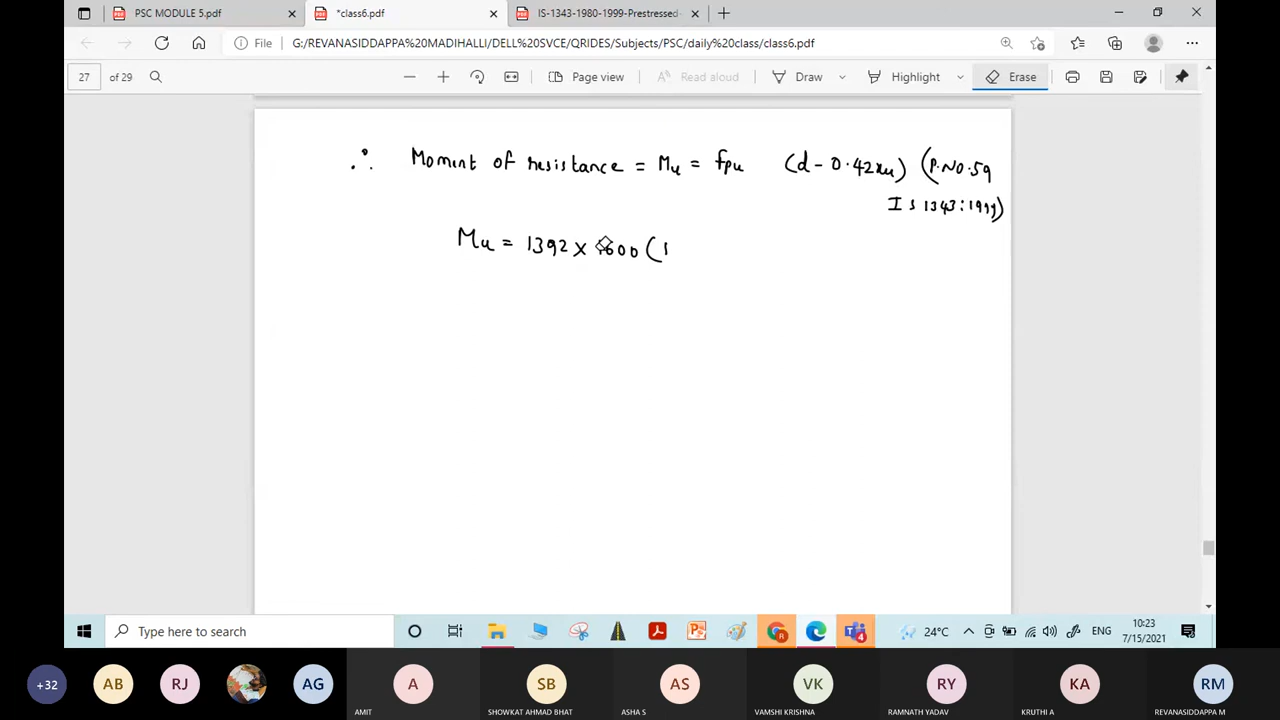 PSC MODULE 5.pdf
*class6.pdf
IS-1343-1980-1999-Prestressed
File
G:/REVANASIDDAPPA%20MADIHALLI/DELL%20SVCE/QRIDES/Subjects/PSC/daily%20class/class6.pdf
27 of 29
Page view
Read aloud
Draw
Highlight
Erase
∴ Moment of resistance = Mu = fpu (d - 0.42xu) (P.NO.59
IS 1343:1999)
Mu = 1392 x 1600 (1
Type here to search
24°C
ENG
10:23
7/15/2021
4
+32
AB
RJ
AG
A
SB
AS
VK
RY
KA
RM
AMIT
SHOWKAT AHMAD BHAT
ASHA S
VAMSHI KRISHNA
RAMNATH YADAV
KRUTHI A
REVANASIDDAPPA M